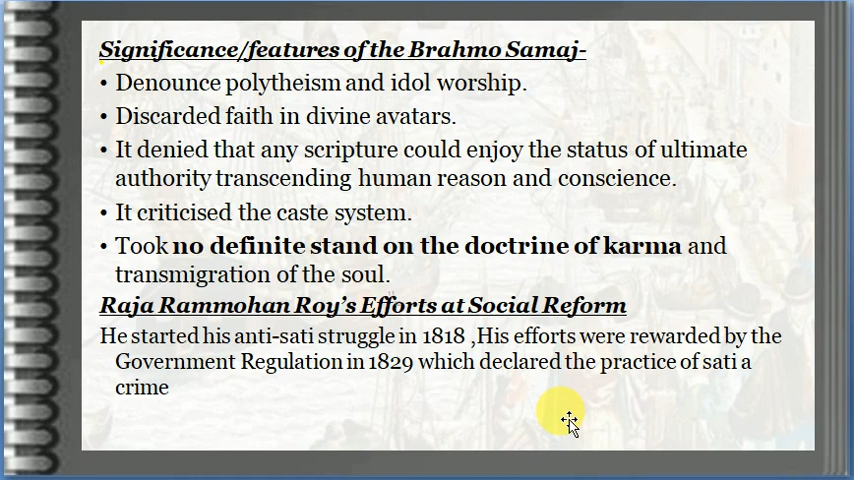 Significance/features of the Brahmo Samaj-
• Denounce polytheism and idol worship.
• Discarded faith in divine avatars.
• It denied that any scripture could enjoy the status of ultimate
authority transcending human reason and conscience.
• It criticised the caste system.
• Took no definite stand on the doctrine of karma and
transmigration of the soul.
Raja Rammohan Roy's Efforts at Social Reform
He started his anti-sati struggle in 1818 ,His efforts were rewarded by the
Government Regulation in 1829 which declared the practice of sati a
crime